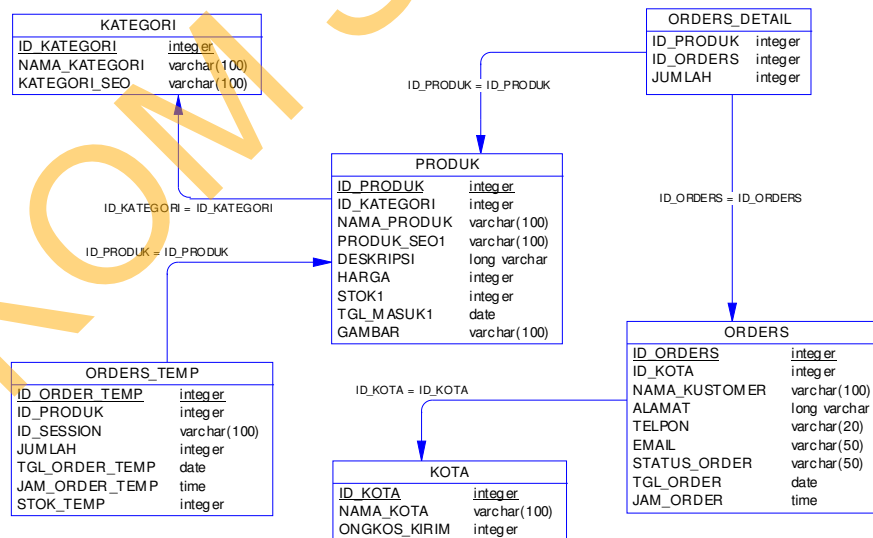 KATEGORI
ID_KATEGORI integer
NAMA_KATEGORI varchar(100)
KATEGORI_SEO varchar(100)
ORDERS_DETAIL
ID_PRODUK integer
ID_ORDERS integer
JUMLAH integer
ID_PRODUK = ID_PRODUK
PRODUK
ID_PRODUK integer
ID_KATEGORI integer
NAMA_PRODUK varchar(100)
PRODUK_SEO1 varchar(100)
DESKRIPSI long varchar
HARGA integer
STOK1 integer
TGL_MASUK1 date
GAMBAR varchar(100)
ID_KATEGORI = ID_KATEGORI
ID_ORDERS = ID_ORDERS
ID_PRODUK = ID_PRODUK
ORDERS_TEMP
ID_ORDER_TEMP integer
ID_PRODUK integer
ID_SESSION varchar(100)
JUMLAH integer
TGL_ORDER_TEMP date
JAM_ORDER_TEMP time
STOK_TEMP integer
ORDERS
ID_ORDERS integer
ID_KOTA integer
NAMA_KUSTOMER varchar(100)
ALAMAT long varchar
TELPON varchar(20)
EMAIL varchar(50)
STATUS_ORDER varchar(50)
TGL_ORDER date
JAM_ORDER time
ID_KOTA = ID_KOTA
KOTA
ID_KOTA integer
NAMA_KOTA varchar(100)
ONGKOS_KIRIM integer
KOM